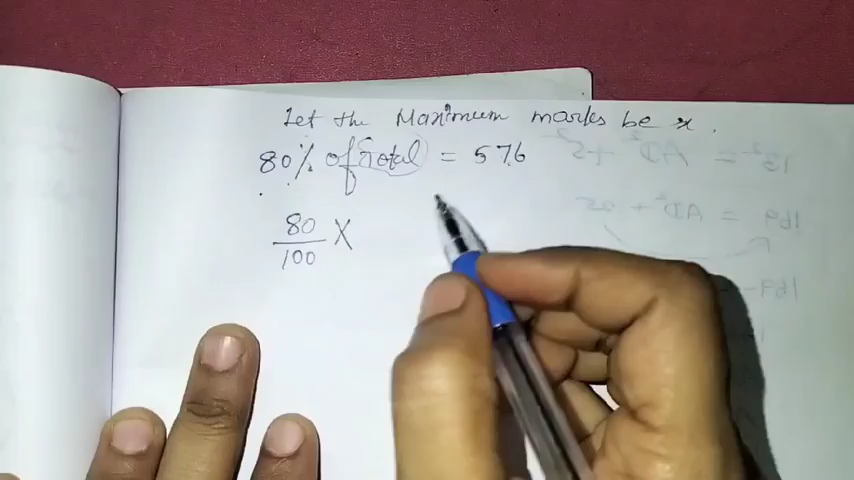 Let the Maximum marks be x.
80% of Total = 576
80/100 X